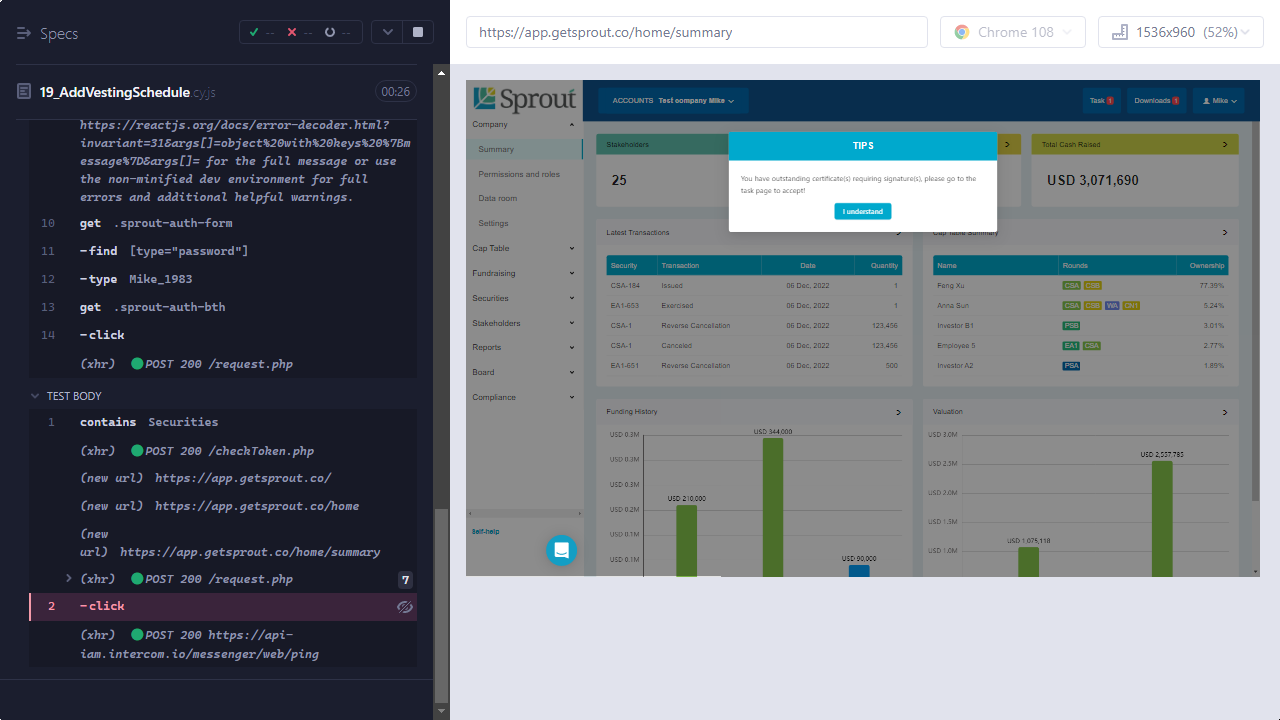 Specs
--
--
--
19_AddVestingSchedule.cy.js
00:26
https://reactjs.org/docs/error-decoder.html?
invariant=31&args[]=object%20with%20keys%20%7Bm
essage%7D&args[]= for the full message or use
the non-minified dev environment for full
errors and additional helpful warnings.
10 get .sprout-auth-form
11 -find [type="password"]
12 -type Mike_1983
13 get .sprout-auth-bth
14 -click
(xhr) POST 200 /request.php
TEST BODY
1 contains Securities
(xhr) POST 200 /checkToken.php
(new url) https://app.getsprout.co/
(new url) https://app.getsprout.co/home
(new
url) https://app.getsprout.co/home/summary
(xhr) POST 200 /request.php 7
2 -click
(xhr) POST 200 https://api-
iam.intercom.io/messenger/web/ping
https://app.getsprout.co/home/summary
Chrome 108
1536x960 (52%)
Sprout
ACCOUNTS Test company Mike
Task 1
Downloads 1
Mike
Company
Summary
Permissions and roles
Data room
Settings
Cap Table
Fundraising
Securities
Stakeholders
Reports
Board
Compliance
Self-help
Stakeholders
25
Total Cash Raised
USD 3,071,690
TIPS
You have outstanding certificate(s) requiring signature(s), please go to the
task page to accept!
I understand
Latest Transactions
Security Transaction Date Quantity
CSA-184 Issued 06 Dec, 2022 1
EA1-653 Exercised 06 Dec, 2022 1
CSA-1 Reverse Cancellation 06 Dec, 2022 123,456
CSA-1 Canceled 06 Dec, 2022 123,456
EA1-651 Reverse Cancellation 06 Dec, 2022 500
Cap Table Summary
Name Rounds Ownership
Feng Xu CSA CSB 77.39%
Anna Sun CSA CSB WA CN1 5.24%
Investor B1 PSB 3.01%
Employee 5 EA1 CSA 2.77%
Investor A2 PSA 1.89%
Funding History
USD 0.3M
USD 0.3M
USD 0.3M
USD 0.2M
USD 0.1M
USD 0.1M
USD 210,000
USD 344,000
USD 90,000
Valuation
USD 3.0M
USD 2.5M
USD 2.0M
USD 1.5M
USD 1.0M
USD 1,075,118
USD 2,557,785